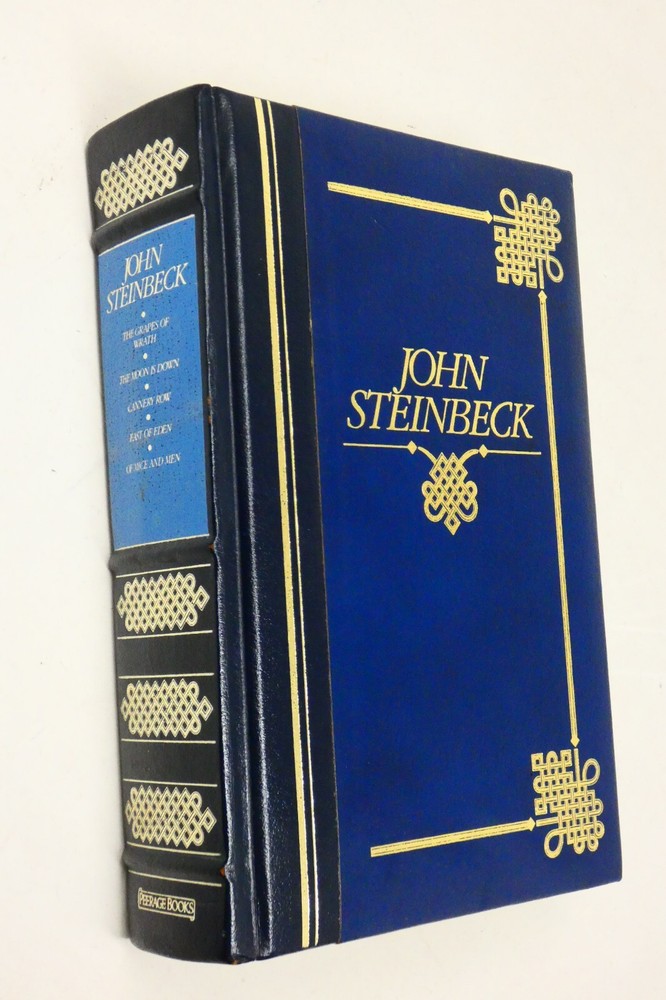 JOHN
STEINBECK
THE GRAPES OF
WRATH
THE MOON IS DOWN
CANNERY ROW
EAST OF EDEN
OF MICE AND MEN
PEERAGE BOOKS
JOHN
STEINBECK